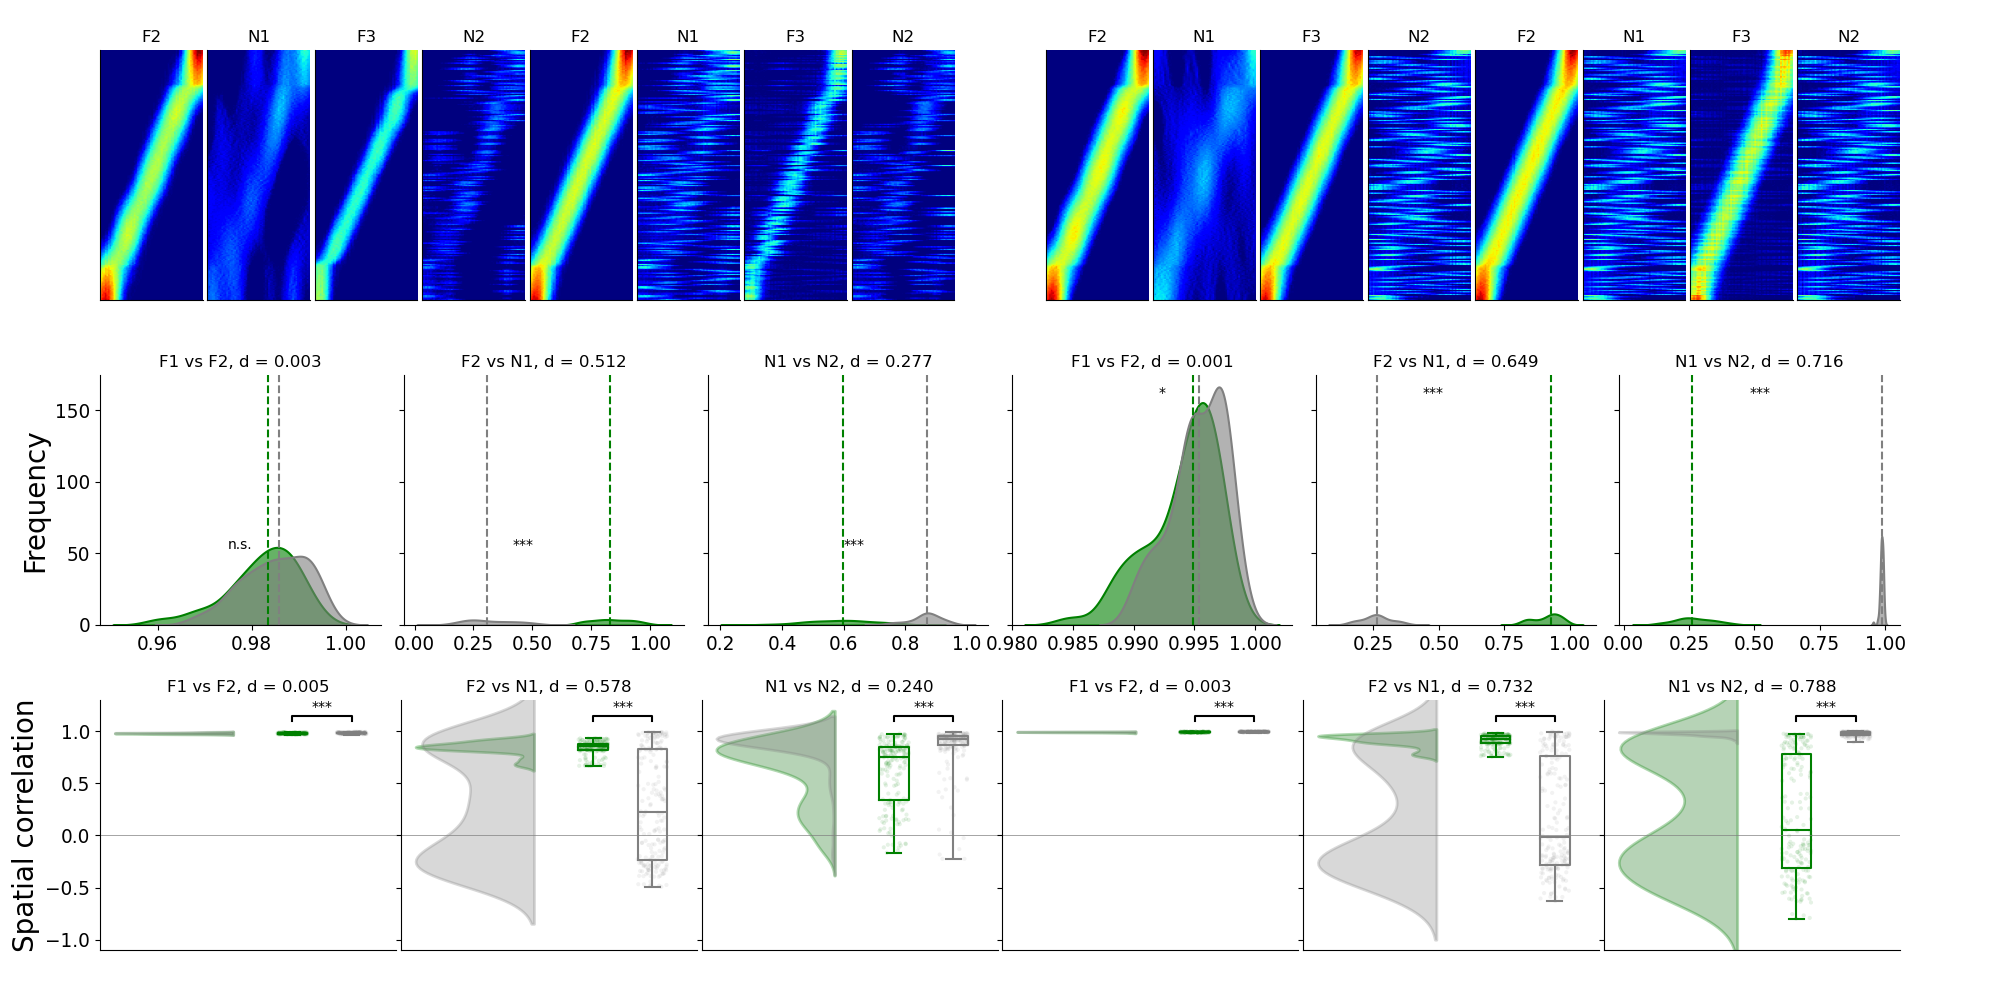 F2 N1 F3 N2 F2 N1 F3 N2 F2 N1 F3 N2 F2 N1 F3 N2
F1 vs F2, d = 0.003 F2 vs N1, d = 0.512 N1 vs N2, d = 0.277 F1 vs F2, d = 0.001 F2 vs N1, d = 0.649 N1 vs N2, d = 0.716
Frequency
150
100
50
0
* *** ***
n.s. *** ***
0.96 0.98 1.00 0.00 0.25 0.50 0.75 1.00 0.2 0.4 0.6 0.8 1.0 0.980 0.985 0.990 0.995 1.000 0.25 0.50 0.75 1.00 0.00 0.25 0.50 0.75 1.00
F1 vs F2, d = 0.005 F2 vs N1, d = 0.578 N1 vs N2, d = 0.240 F1 vs F2, d = 0.003 F2 vs N1, d = 0.732 N1 vs N2, d = 0.788
*** *** *** *** *** ***
Spatial correlation
1.0
0.5
0.0
−0.5
−1.0